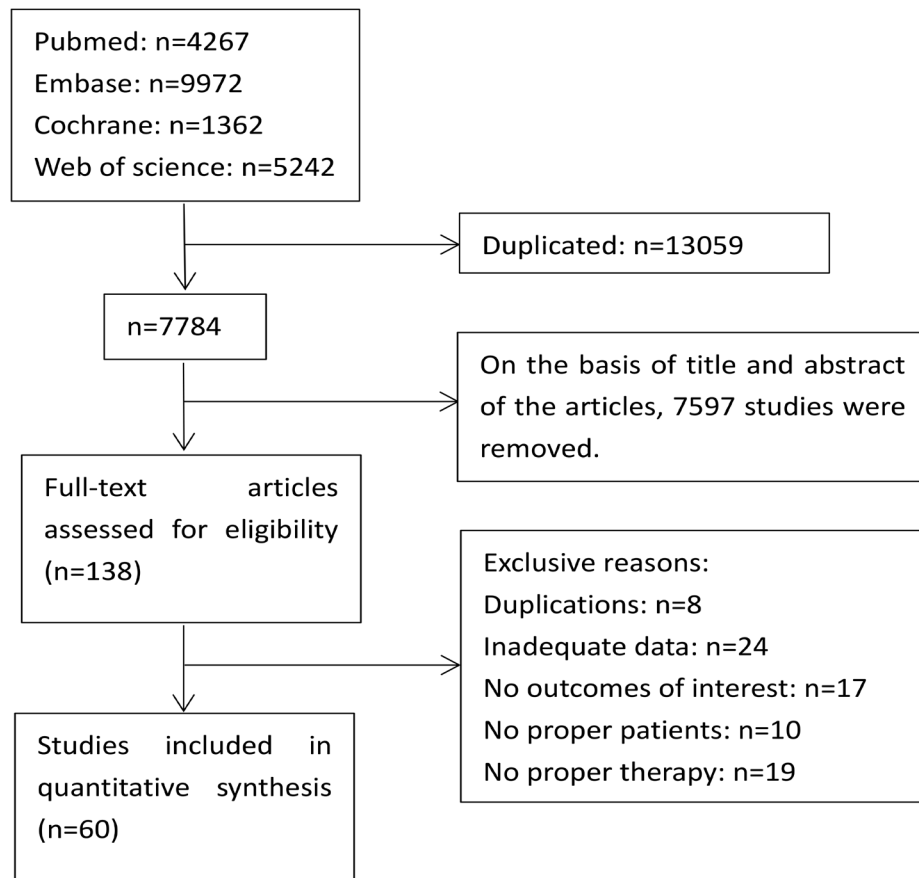 Pubmed: n=4267
Embase: n=9972
Cochrane: n=1362
Web of science: n=5242
Duplicated: n=13059
n=7784
On the basis of title and abstract
of the articles, 7597 studies were
removed.
Full-text articles
assessed for eligibility
(n=138)
Exclusive reasons:
Duplications: n=8
Inadequate data: n=24
No outcomes of interest: n=17
No proper patients: n=10
No proper therapy: n=19
Studies included in
quantitative synthesis
(n=60)